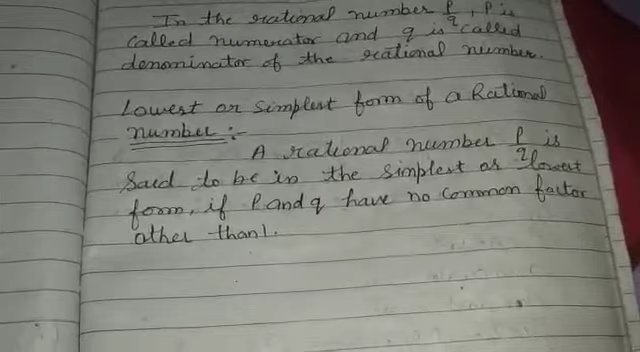 In the rational number p/q, p is
called numerator and q is called
denominator of the rational number.
Lowest or simplest form of a Rational
number :-
A rational number p/q is
said to be in the simplest or lowest
form, if p and q have no common factor
other than 1.